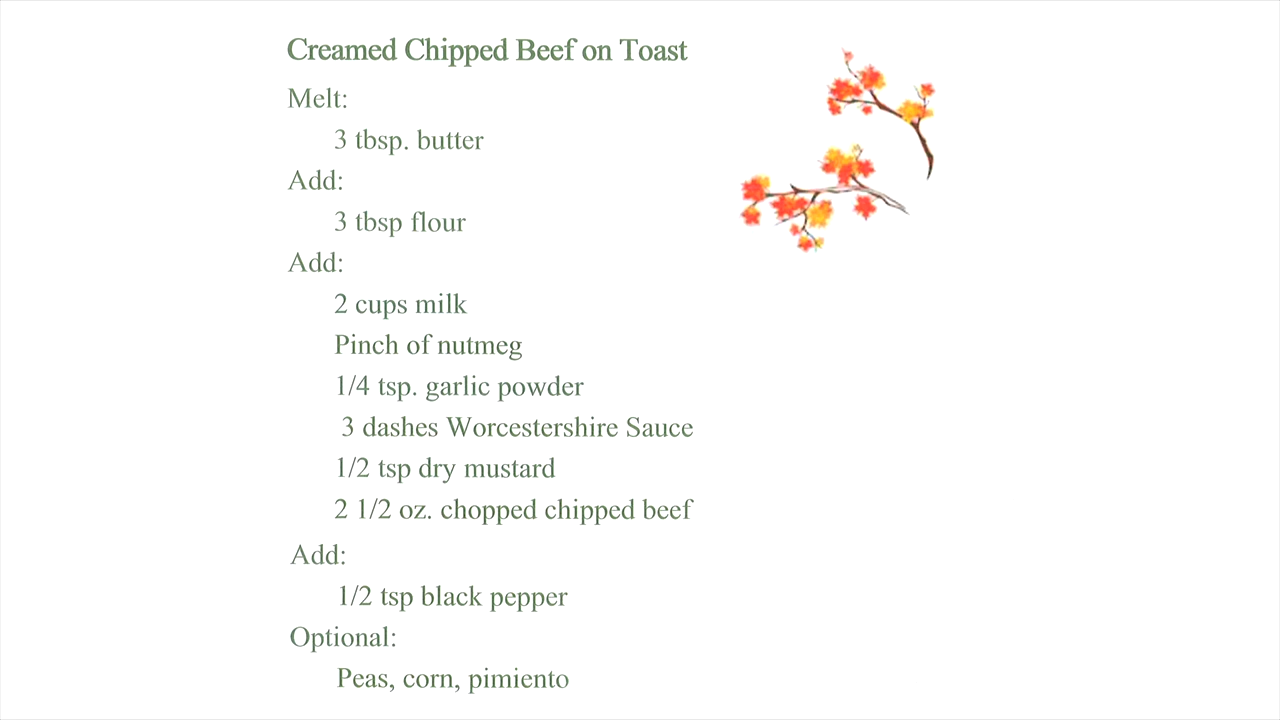 Creamed Chipped Beef on Toast
Melt:
3 tbsp. butter
Add:
3 tbsp flour
Add:
2 cups milk
Pinch of nutmeg
1/4 tsp. garlic powder
3 dashes Worcestershire Sauce
1/2 tsp dry mustard
2 1/2 oz. chopped chipped beef
Add:
1/2 tsp black pepper
Optional:
Peas, corn, pimiento